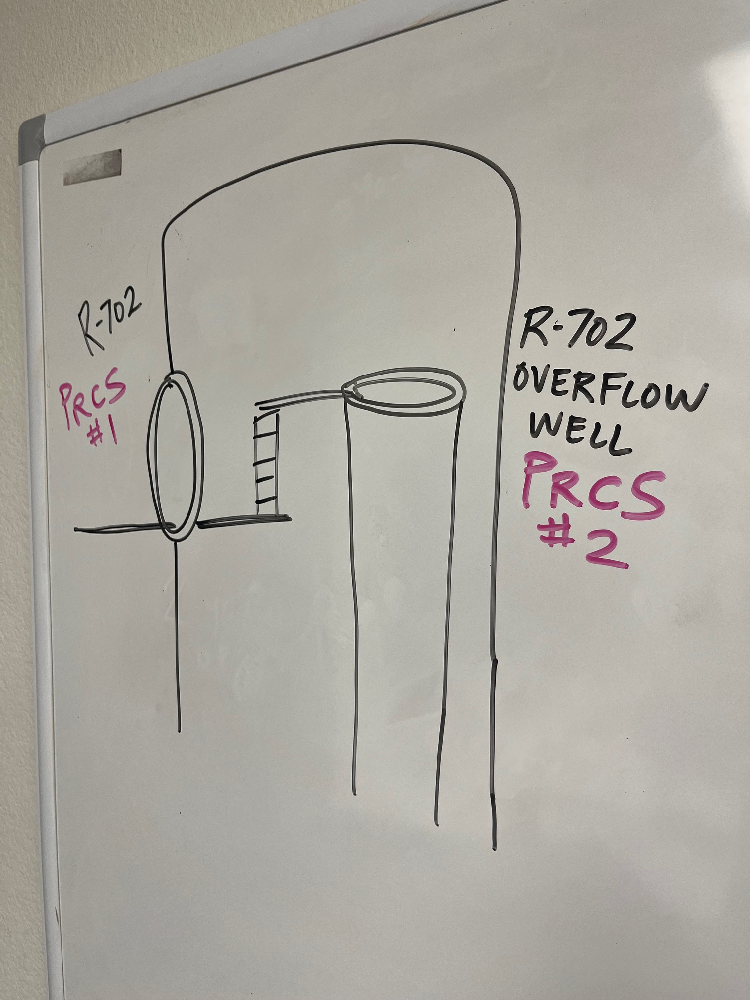 R-702
PRCS
#1
R-702
OVERFLOW
WELL
PRCS
#2